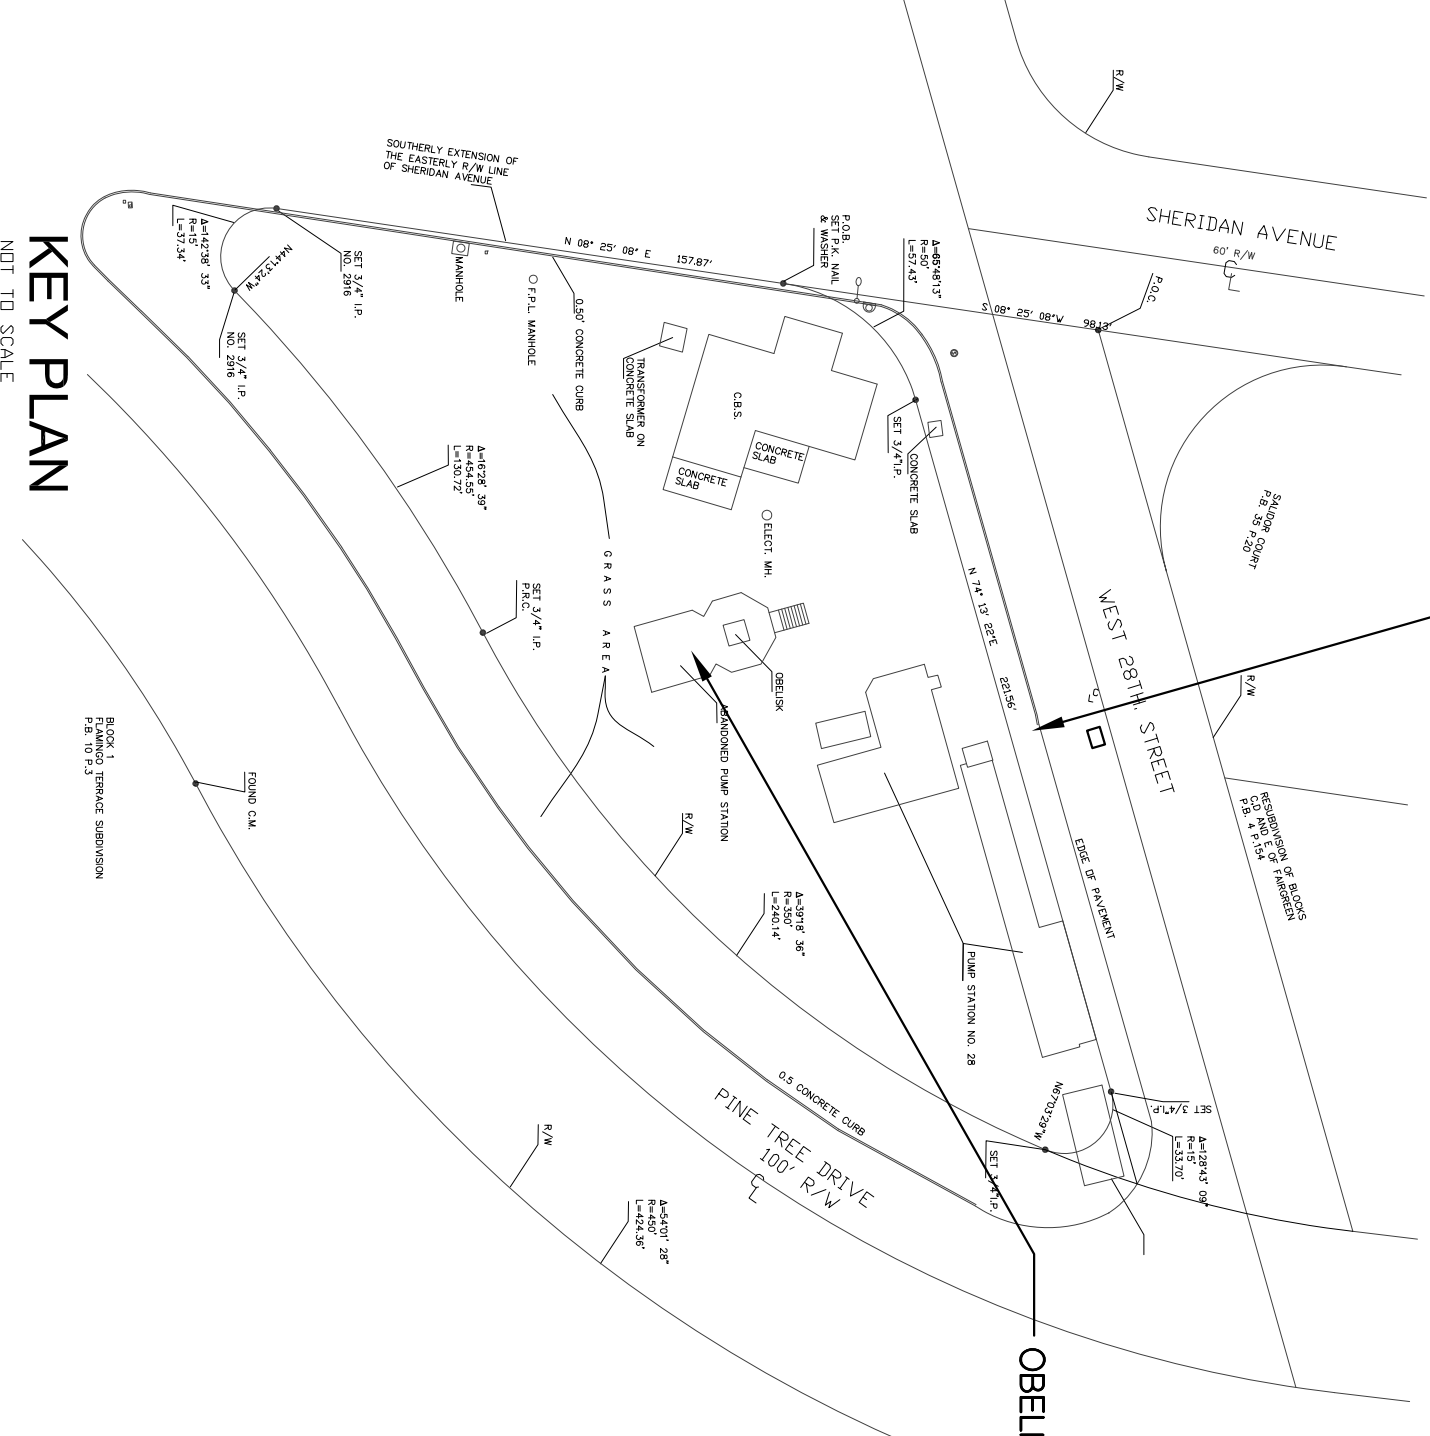 R/W
SHERIDAN AVENUE
60' R/W
CL
SOUTHERLY EXTENSION OF
THE EASTERLY R/W LINE
OF SHERIDAN AVENUE
Δ=142°38' 33"
R=15'
L=37.34'
N44°13'24"W
SET 3/4" I.P.
NO. 2916
SET 3/4" I.P.
NO. 2916
MANHOLE
F.P.L. MANHOLE
N 08° 25' 08" E 157.87'
0.50' CONCRETE CURB
P.O.B.
SET P.K. NAIL
& WASHER
Δ=65°48'13"
R=50'
L=57.43'
S 08° 25' 08"W 98.13'
P.O.C.
TRANSFORMER ON
CONCRETE SLAB
C.B.S.
CONCRETE
SLAB
CONCRETE
SLAB
SET 3/4"I.P.
CONCRETE SLAB
ELECT. MH.
SALIDOR COURT
P.B. 35 P.20
Δ=16°28' 39"
R=454.55'
L=130.72'
SET 3/4" I.P.
P.R.C.
GRASS AREA
N 74° 13' 22"E 221.56'
WEST 28TH. STREET
CL
R/W
OBELISK
ABANDONED PUMP STATION
KEY PLAN
NOT TO SCALE
BLOCK 1
FLAMINGO TERRACE SUBDIVISION
P.B. 10 P.3
FOUND C.M.
R/W
RESUBDIVISION OF BLOCKS
C,D AND E OF FAIRGREEN
P.B. 4 P.154
EDGE OF PAVEMENT
Δ=39°18' 36"
R=350'
L=240.14'
PUMP STATION NO. 28
0.5 CONCRETE CURB
PINE TREE DRIVE
100' R/W
CL
N67°03'29"W
SET 3/4"I.P.
SET 3/4"I.P.
Δ=128°43' 09"
R=15'
L=33.70'
R/W
Δ=54°01' 28"
R=450'
L=424.36'
OBELI